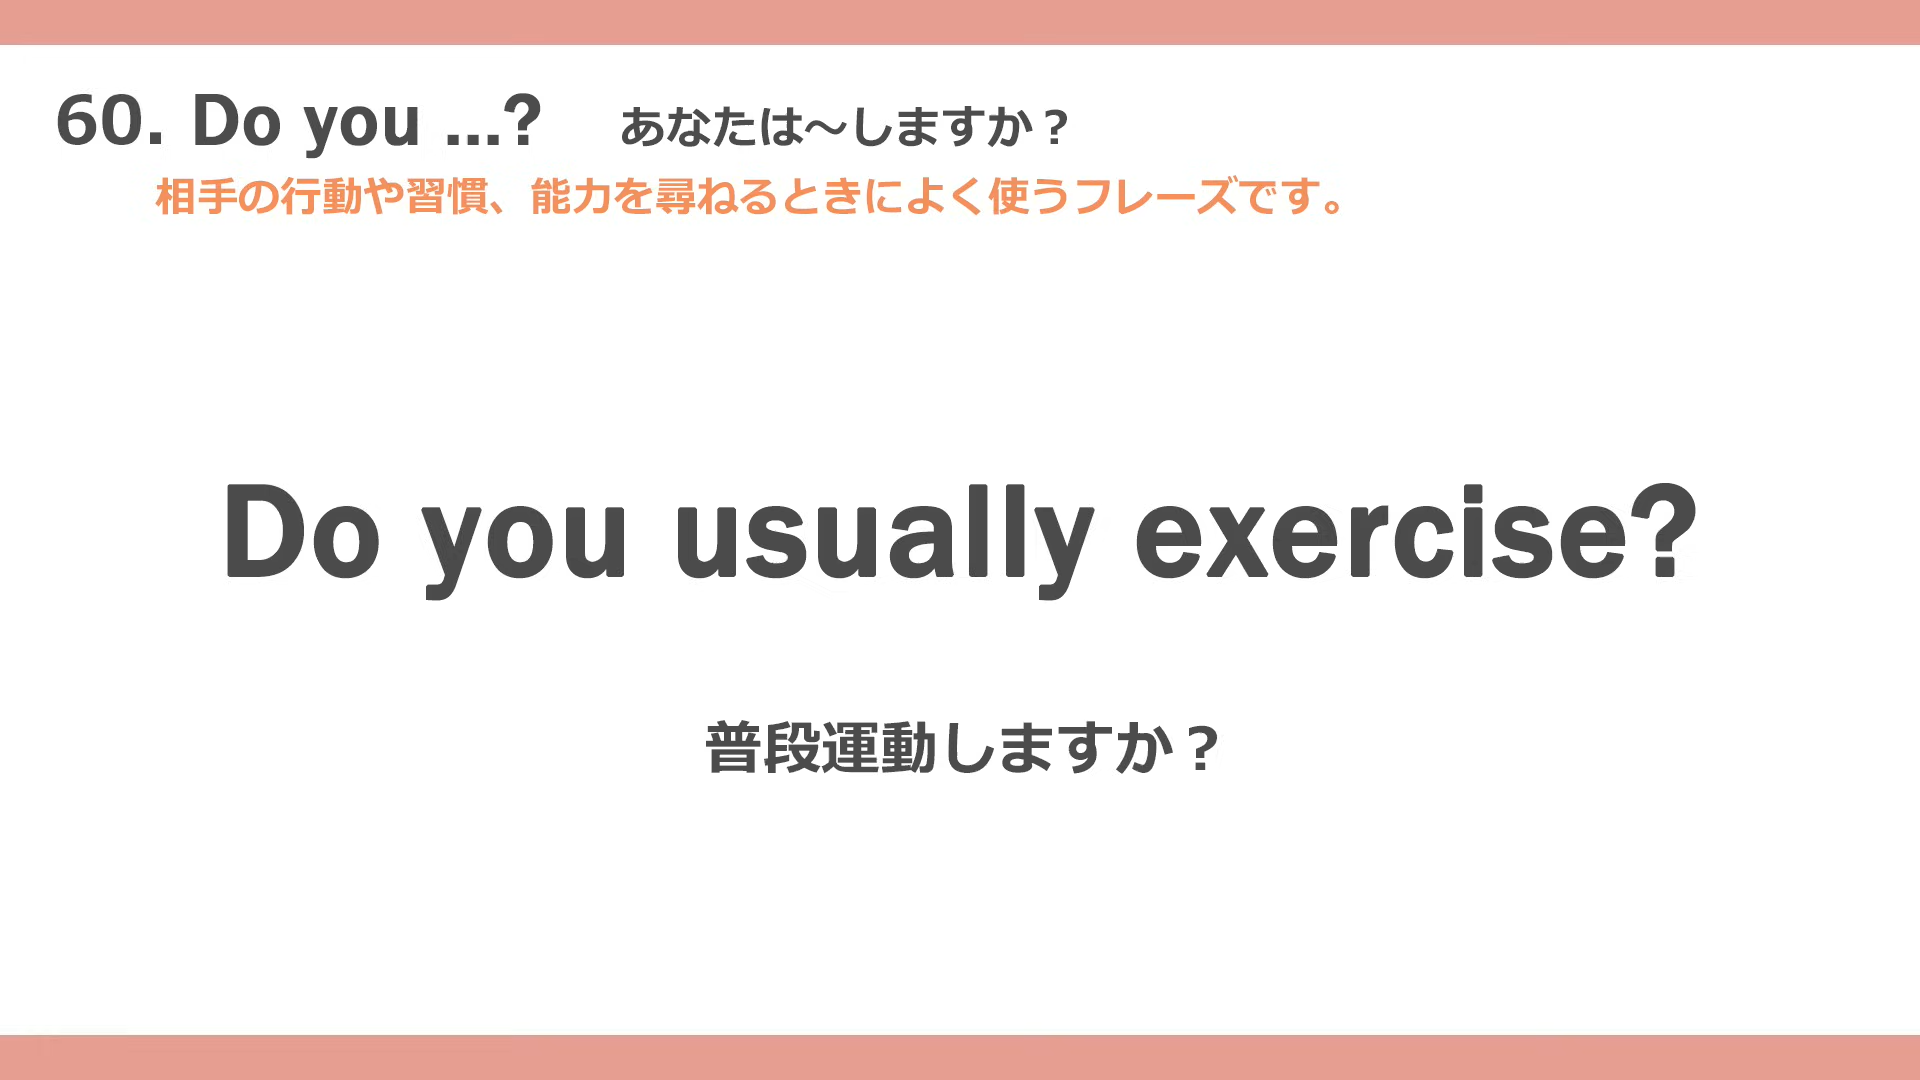 60. Do you ...? あなたは〜しますか？
相手の行動や習慣、能力を尋ねるときによく使うフレーズです。
Do you usually exercise?
普段運動しますか？